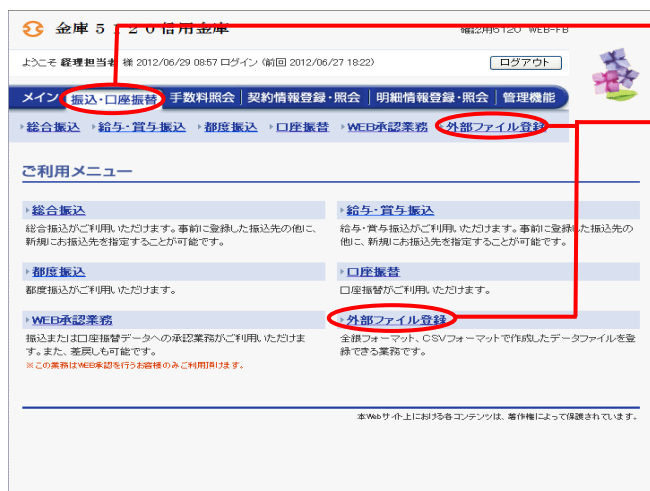 金庫5120信用金庫
確認用5120 WEB-FB
ようこそ 経理担当者 様 2012/06/29 08:57 ログイン (前回 2012/06/27 18:22)
ログアウト
メイン 振込・口座振替 手数料照会 契約情報登録・照会 明細情報登録・照会 管理機能
総合振込 給与・賞与振込 都度振込 口座振替 WEB承認業務 外部ファイル登録
ご利用メニュー
総合振込
総合振込がご利用いただけます。事前に登録した振込先の他に、
新規にお振込先を指定することが可能です。
給与・賞与振込
給与・賞与振込がご利用いただけます。事前に登録した振込先の
他に、新規にお振込先を指定することが可能です。
都度振込
都度振込がご利用いただけます。
口座振替
口座振替がご利用いただけます。
WEB承認業務
振込または口座振替データへの承認業務がご利用いただけま
す。また、差戻しも可能です。
※この業務はWEB承認を行うお客様のみご利用頂けます。
外部ファイル登録
全銀フォーマット、CSVフォーマットで作成したデータファイルを登
録できる業務です。
本Webサイト上における各コンテンツは、著作権によって保護されています。